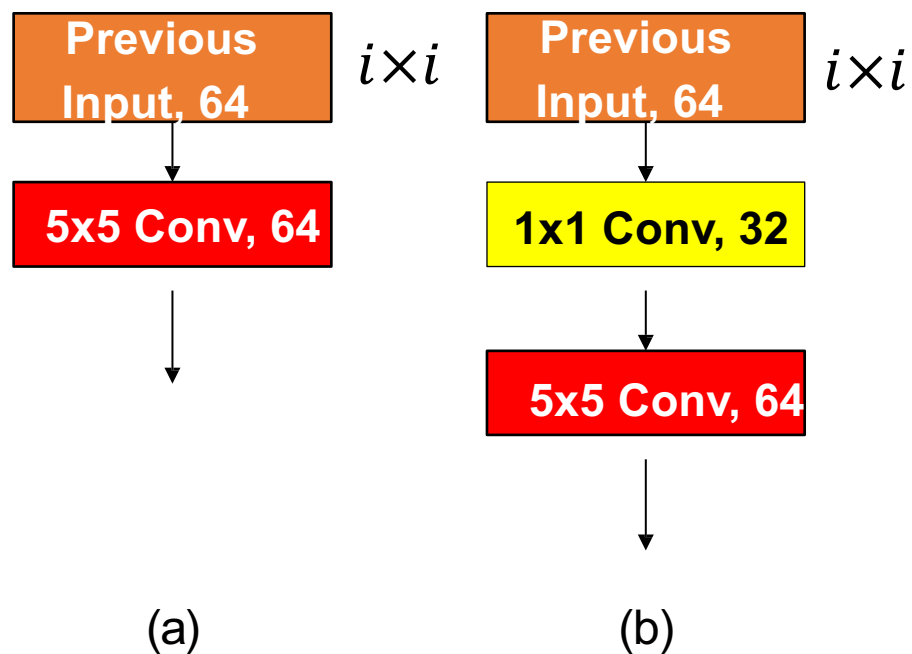 Previous
Input, 64
i×i
5x5 Conv, 64
(a)
Previous
Input, 64
i×i
1x1 Conv, 32
5x5 Conv, 64
(b)